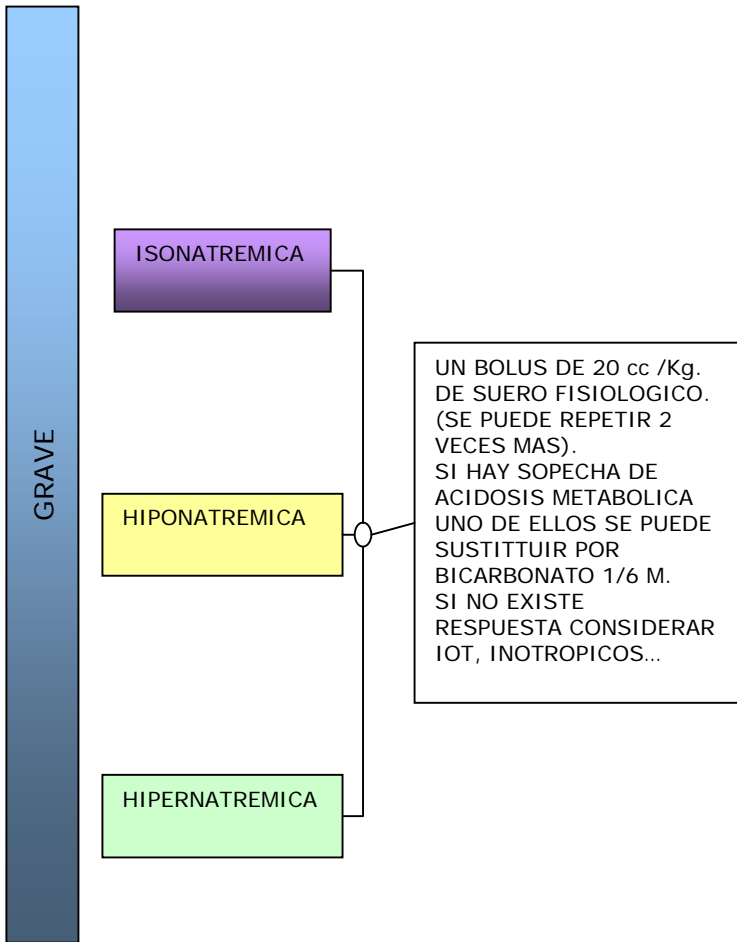 GRAVE
ISONATREMICA
HIPONATREMICA
HIPERNATREMICA
UN BOLUS DE 20 cc /Kg.
DE SUERO FISIOLOGICO.
(SE PUEDE REPETIR 2
VECES MAS).
SI HAY SOPECHA DE
ACIDOSIS METABOLICA
UNO DE ELLOS SE PUEDE
SUSTITTUIR POR
BICARBONATO 1/6 M.
SI NO EXISTE
RESPUESTA CONSIDERAR
IOT, INOTROPICOS...